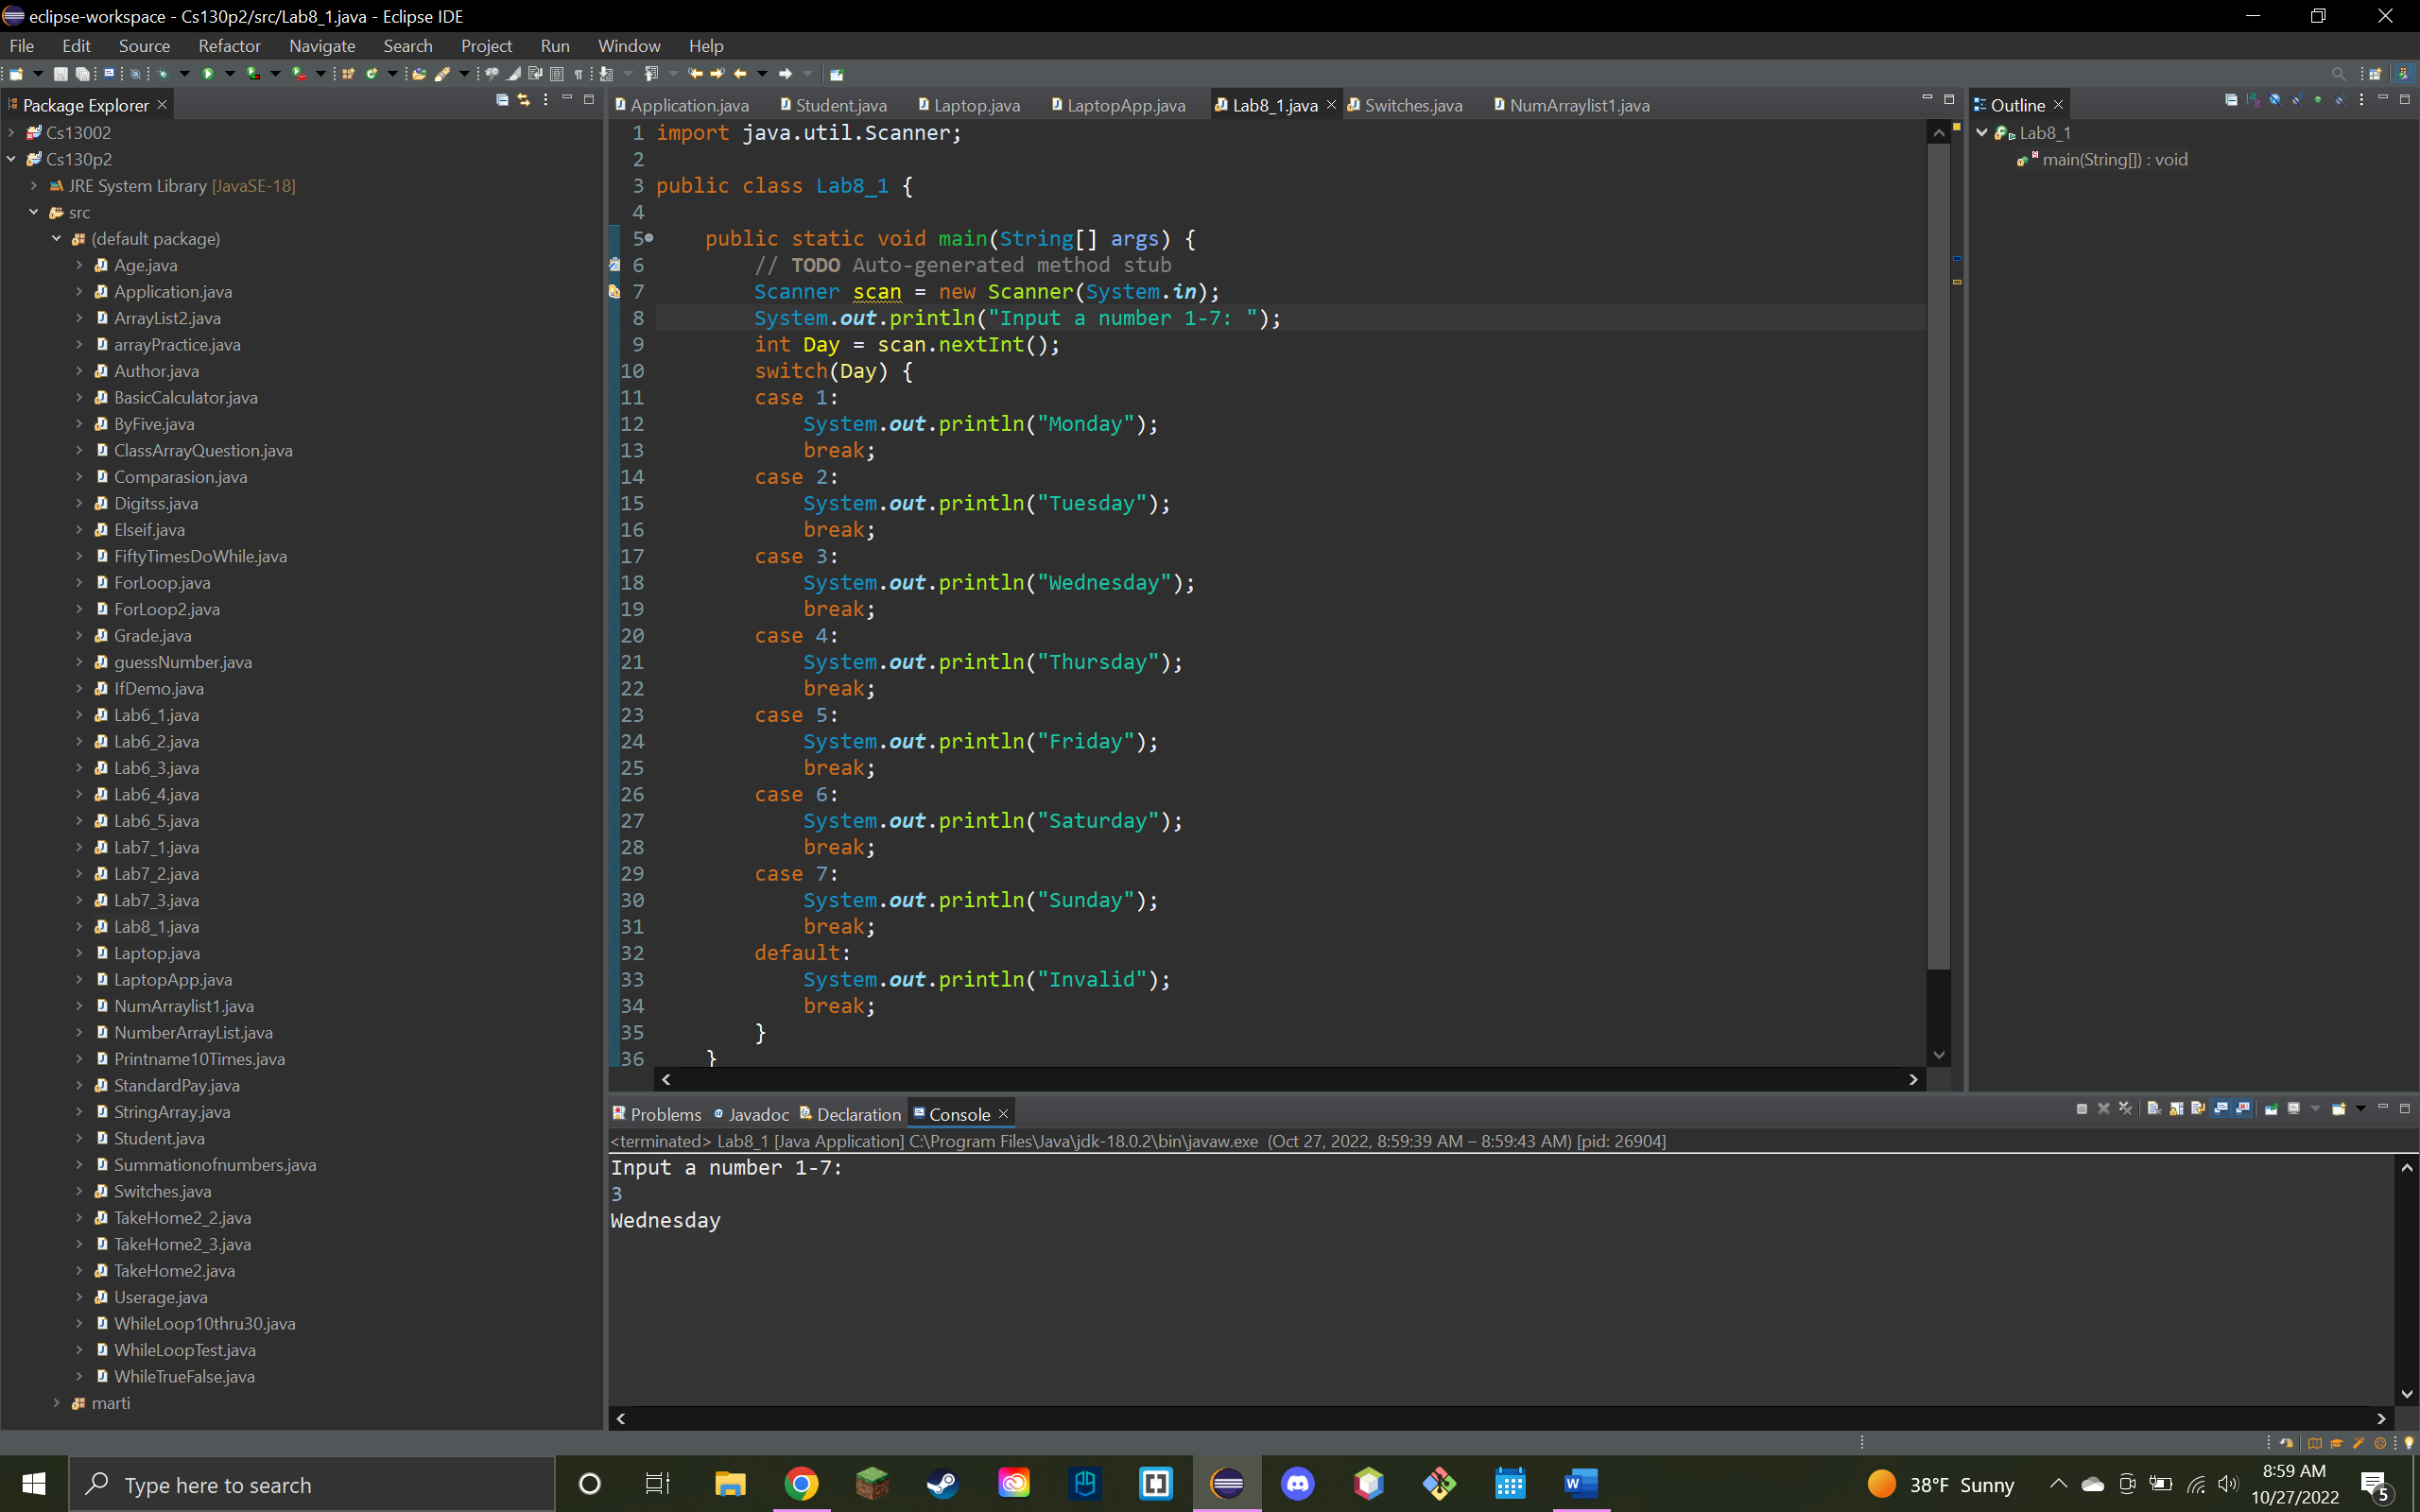 eclipse-workspace - Cs130p2/src/Lab8_1.java - Eclipse IDE
File Edit Source Refactor Navigate Search Project Run Window Help
Package Explorer
Cs13002
Cs130p2
JRE System Library [JavaSE-18]
src
(default package)
Age.java
Application.java
ArrayList2.java
arrayPractice.java
Author.java
BasicCalculator.java
ByFive.java
ClassArrayQuestion.java
Comparasion.java
Digitss.java
Elseif.java
FiftyTimesDoWhile.java
ForLoop.java
ForLoop2.java
Grade.java
guessNumber.java
IfDemo.java
Lab6_1.java
Lab6_2.java
Lab6_3.java
Lab6_4.java
Lab6_5.java
Lab7_1.java
Lab7_2.java
Lab7_3.java
Lab8_1.java
Laptop.java
LaptopApp.java
NumArraylist1.java
NumberArrayList.java
Printname10Times.java
StandardPay.java
StringArray.java
Student.java
Summationofnumbers.java
Switches.java
TakeHome2_2.java
TakeHome2_3.java
TakeHome2.java
Userage.java
WhileLoop10thru30.java
WhileLoopTest.java
WhileTrueFalse.java
marti
Application.java Student.java Laptop.java LaptopApp.java Lab8_1.java Switches.java NumArraylist1.java
1 import java.util.Scanner;
2
3 public class Lab8_1 {
4
5 public static void main(String[] args) {
6 // TODO Auto-generated method stub
7 Scanner scan = new Scanner(System.in);
8 System.out.println("Input a number 1-7: ");
9 int Day = scan.nextInt();
10 switch(Day) {
11 case 1:
12 System.out.println("Monday");
13 break;
14 case 2:
15 System.out.println("Tuesday");
16 break;
17 case 3:
18 System.out.println("Wednesday");
19 break;
20 case 4:
21 System.out.println("Thursday");
22 break;
23 case 5:
24 System.out.println("Friday");
25 break;
26 case 6:
27 System.out.println("Saturday");
28 break;
29 case 7:
30 System.out.println("Sunday");
31 break;
32 default:
33 System.out.println("Invalid");
34 break;
35 }
36 }
Outline
Lab8_1
main(String[]) : void
Problems Javadoc Declaration Console
<terminated> Lab8_1 [Java Application] C:\Program Files\Java\jdk-18.0.2\bin\javaw.exe (Oct 27, 2022, 8:59:39 AM – 8:59:43 AM) [pid: 26904]
Input a number 1-7:
3
Wednesday
Type here to search
38°F Sunny
8:59 AM
10/27/2022
5